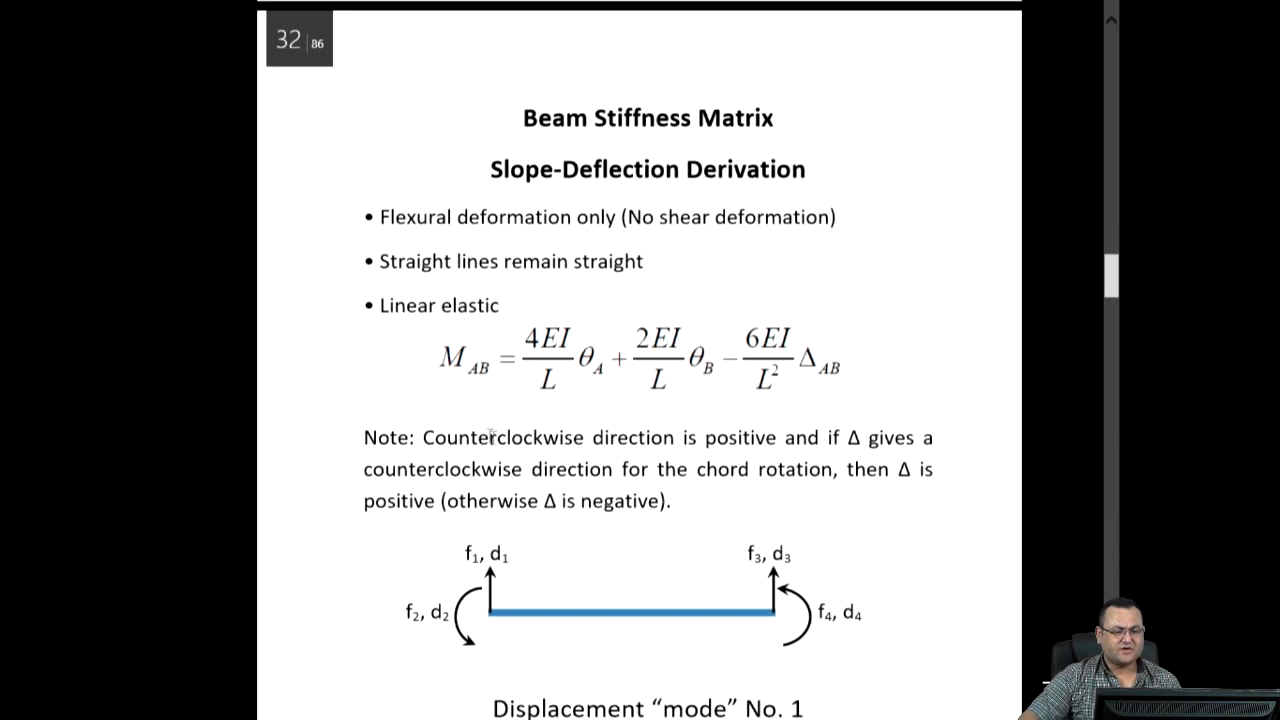 32 | 86
Beam Stiffness Matrix
Slope-Deflection Derivation
• Flexural deformation only (No shear deformation)
• Straight lines remain straight
• Linear elastic
M_AB = 4EI/L θ_A + 2EI/L θ_B − 6EI/L² Δ_AB
Note: Counterclockwise direction is positive and if Δ gives a
counterclockwise direction for the chord rotation, then Δ is
positive (otherwise Δ is negative).
f₁, d₁ f₃, d₃
f₂, d₂ f₄, d₄
Displacement “mode” No. 1